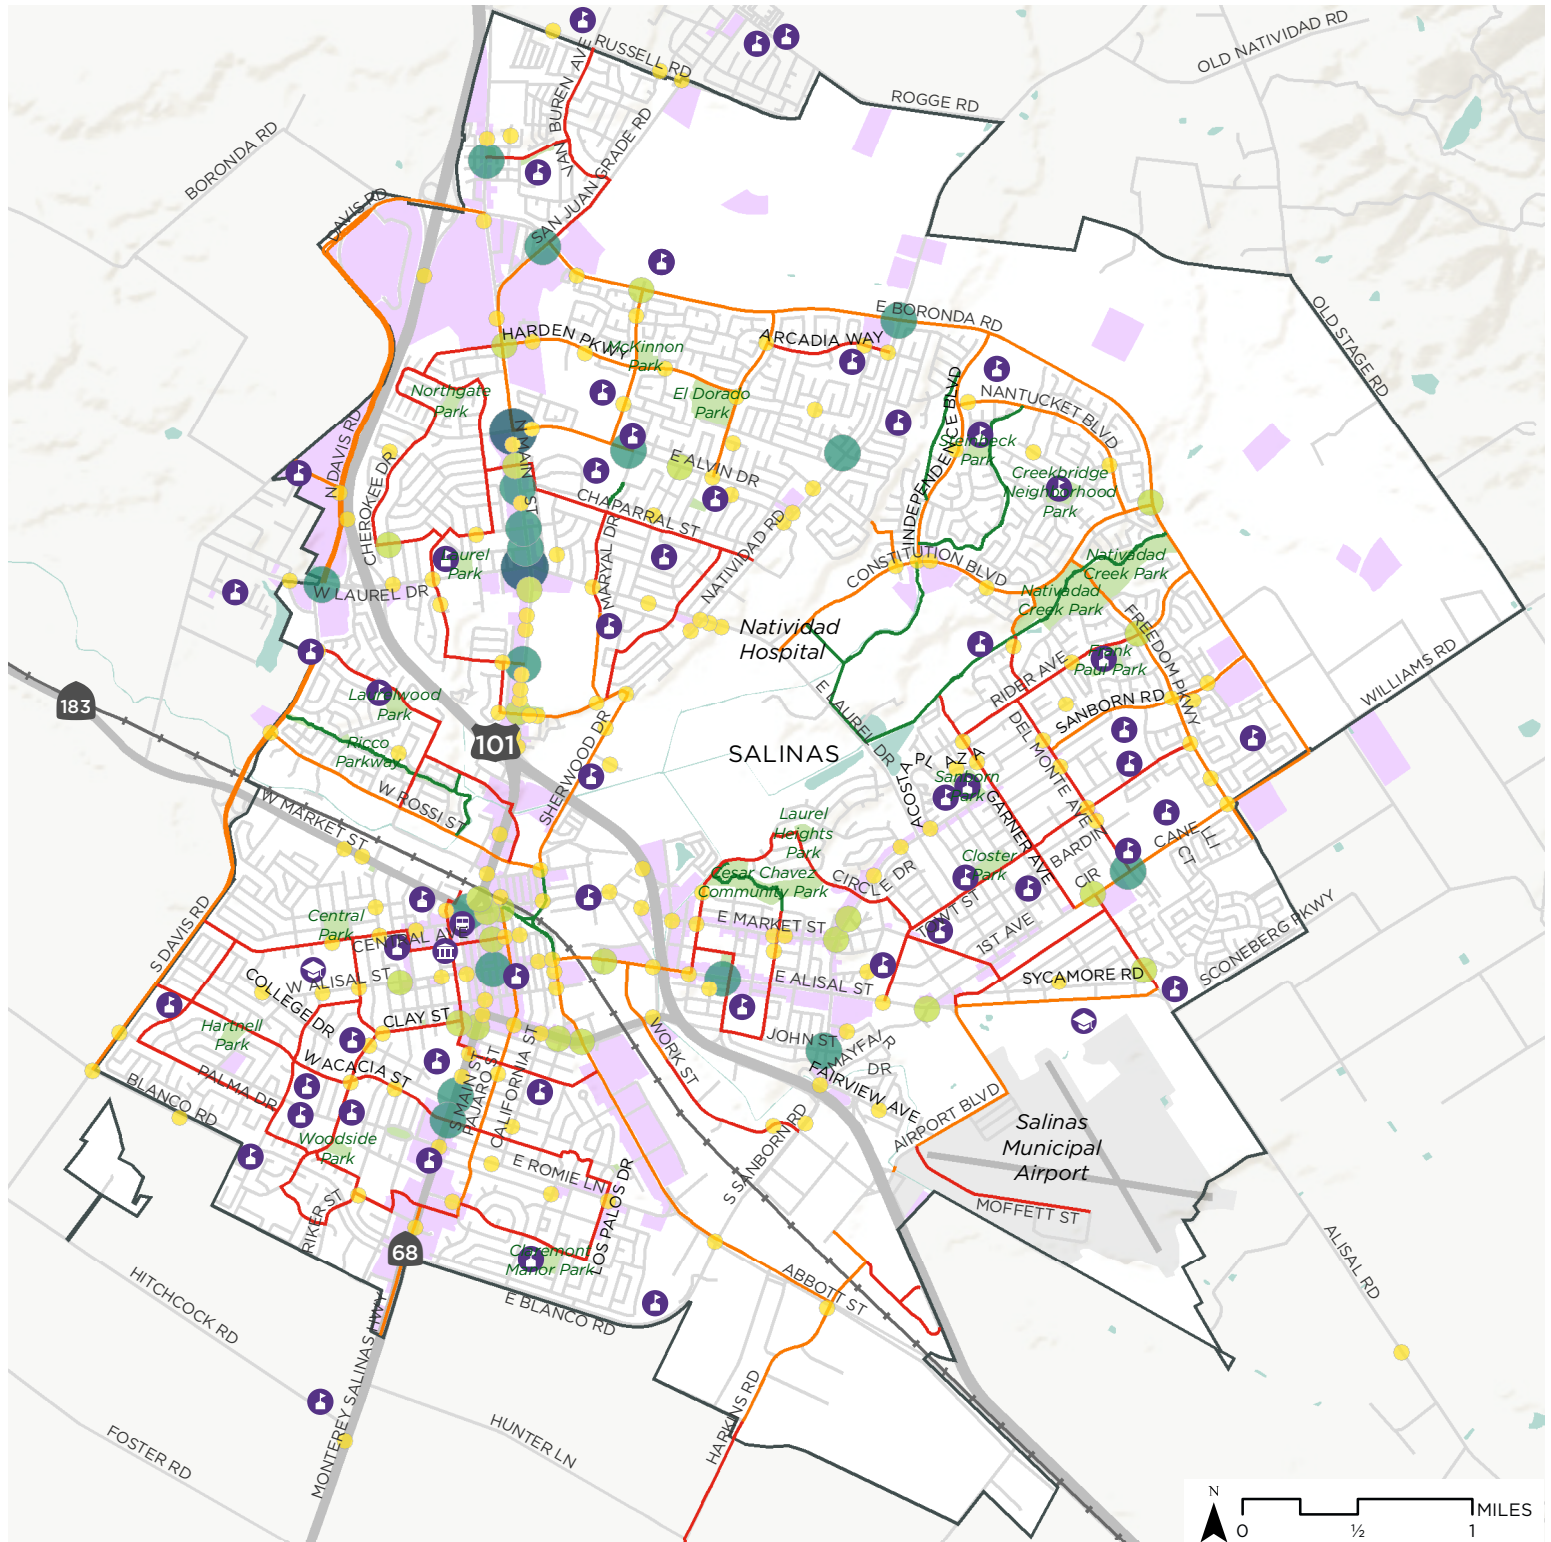 OLD NATIVIDAD RD
E RUSSELL RD
ROGGE RD
VAN BUREN AVE
BORONDA RD
SAN JUAN GRADE RD
DAVIS RD
E BORONDA RD
OLD STAGE RD
HARDEN PKWY
McKinnon
Park
ARCADIA WAY
Northgate
Park
El Dorado
Park
NANTUCKET BLVD
N DAVIS RD
N MAIN ST
INDEPENDENCE BLVD
Steinbeck
Park
E ALVIN DR
Creekbridge
Neighborhood
Park
CHEROKEE DR
CHAPARRAL ST
NATIVIDAD RD
Laurel
Park
MARYAL DR
CONSTITUTION BLVD
Nativadad
Creek Park
W LAUREL DR
Nativadad
Creek Park
Natividad
Hospital
FREEDOM PKWY
Frank
Paul Park
RIDER AVE
WILLIAMS RD
Laurelwood
Park
E LAUREL DR
SANBORN RD
183
101
Ricco
Parkway
SHERWOOD DR
SALINAS
DEL MONTE AVE
ACOSTA PLAZA
Sanborn
Park
W MARKET ST
W ROSSI ST
GARNER AVE
Laurel
Heights
Park
BARDIN
CIR
CANELLI
CT
Closter
Park
CIRCLE DR
Cesar Chavez
Community Park
TOWT ST
S DAVIS RD
Central
Park
CENTRAL AVE
E MARKET ST
1ST AVE
SCONEBERG PKWY
COLLEGE DR
W ALISAL ST
E ALISAL ST
SYCAMORE RD
Hartnell
Park
CLAY ST
WORK ST
JOHN ST
MAYFAIR
DR
W ACACIA ST
S MAIN ST
PAJARO ST
CALIFORNIA ST
FAIRVIEW AVE
PALMA DR
BLANCO RD
AIRPORT BLVD
Salinas
Municipal
Airport
Woodside
Park
E ROMIE LN
S SANBORN RD
LOS PALOS DR
RIKER ST
MOFFETT ST
68
Claremont
Manor Park
ALISAL RD
HITCHCOCK RD
E BLANCO RD
ABBOTT ST
MONTEREY SALINAS HWY
HARKINS RD
HUNTER LN
FOSTER RD
N
MILES
0
½
1